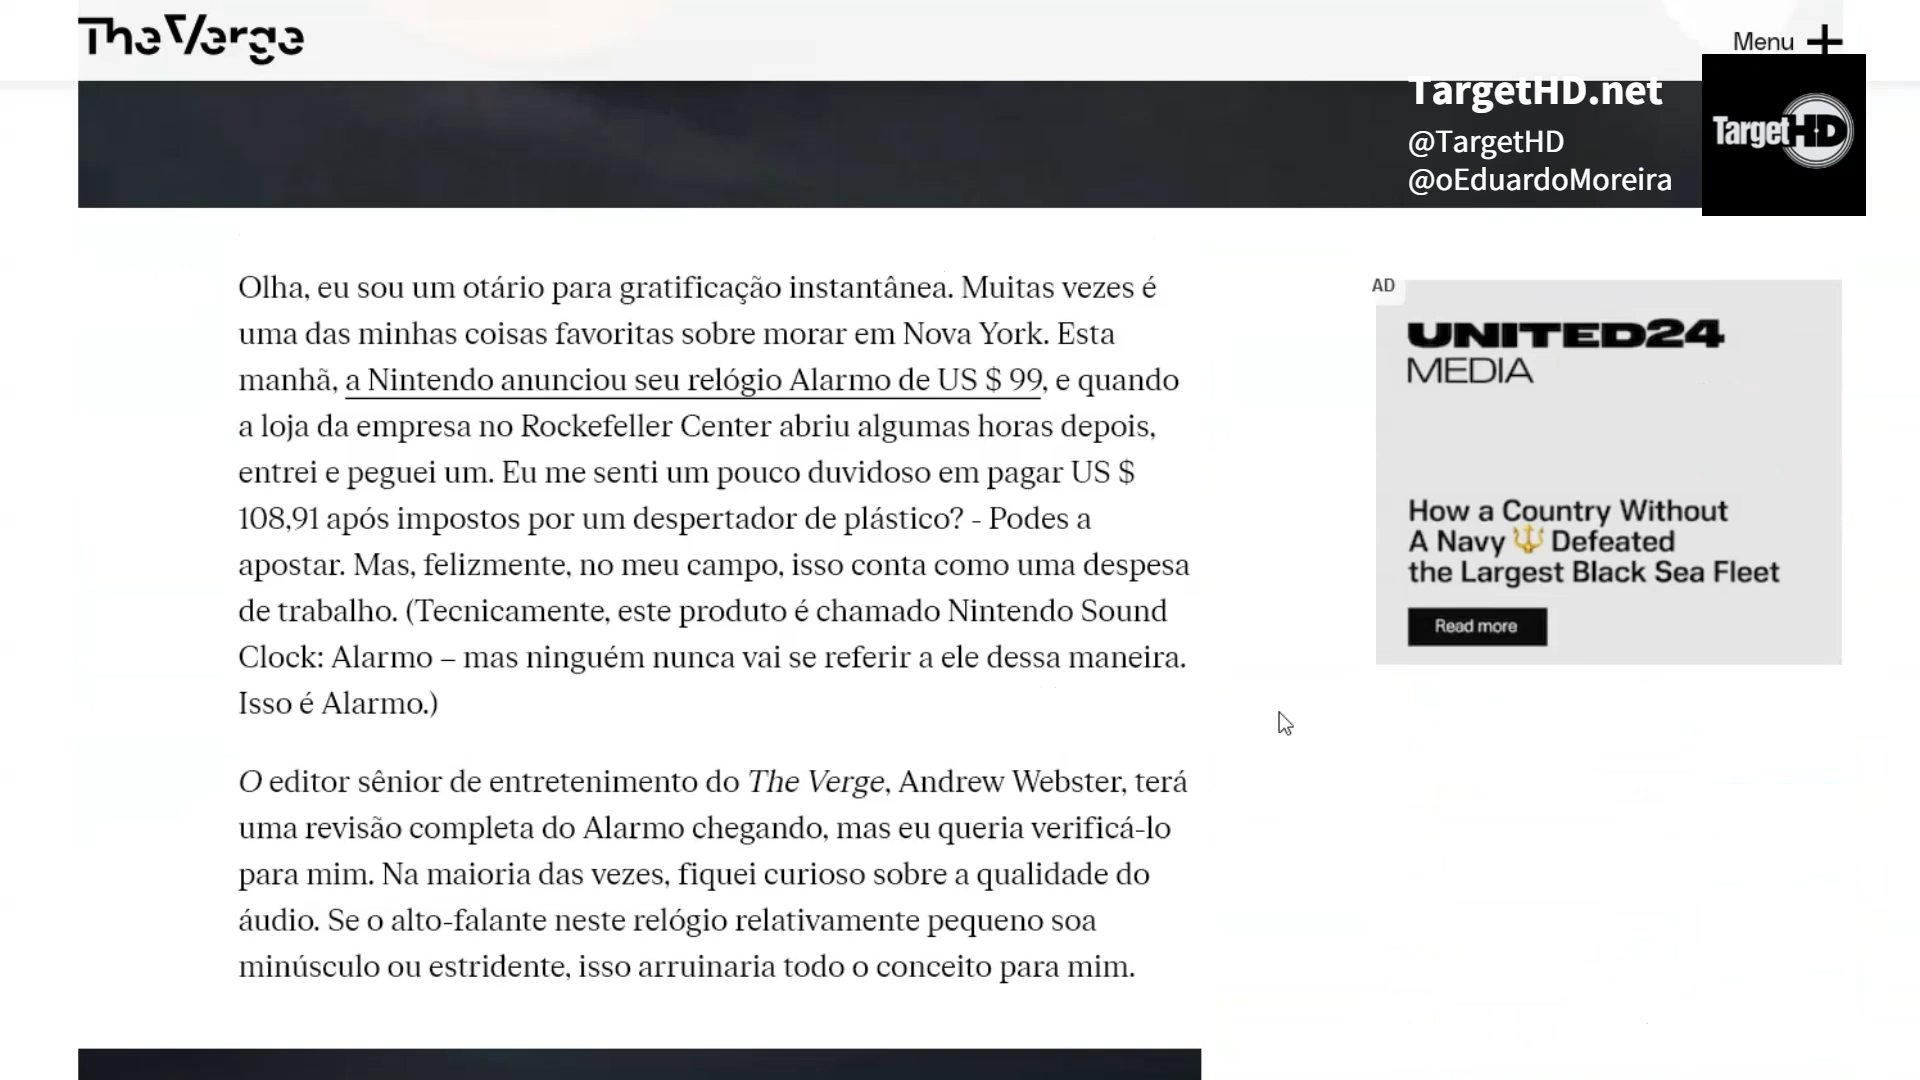 The Verge
Menu
TargetHD.net
@TargetHD
@oEduardoMoreira
Target HD
Olha, eu sou um otário para gratificação instantânea. Muitas vezes é
uma das minhas coisas favoritas sobre morar em Nova York. Esta
manhã, a Nintendo anunciou seu relógio Alarmo de US $ 99, e quando
a loja da empresa no Rockefeller Center abriu algumas horas depois,
entrei e peguei um. Eu me senti um pouco duvidoso em pagar US $
108,91 após impostos por um despertador de plástico? - Podes a
apostar. Mas, felizmente, no meu campo, isso conta como uma despesa
de trabalho. (Tecnicamente, este produto é chamado Nintendo Sound
Clock: Alarmo – mas ninguém nunca vai se referir a ele dessa maneira.
Isso é Alarmo.)
O editor sênior de entretenimento do The Verge, Andrew Webster, terá
uma revisão completa do Alarmo chegando, mas eu queria verificá-lo
para mim. Na maioria das vezes, fiquei curioso sobre a qualidade do
áudio. Se o alto-falante neste relógio relativamente pequeno soa
minúsculo ou estridente, isso arruinaria todo o conceito para mim.
AD
UNITED24
MEDIA
How a Country Without
A Navy 🔱 Defeated
the Largest Black Sea Fleet
Read more